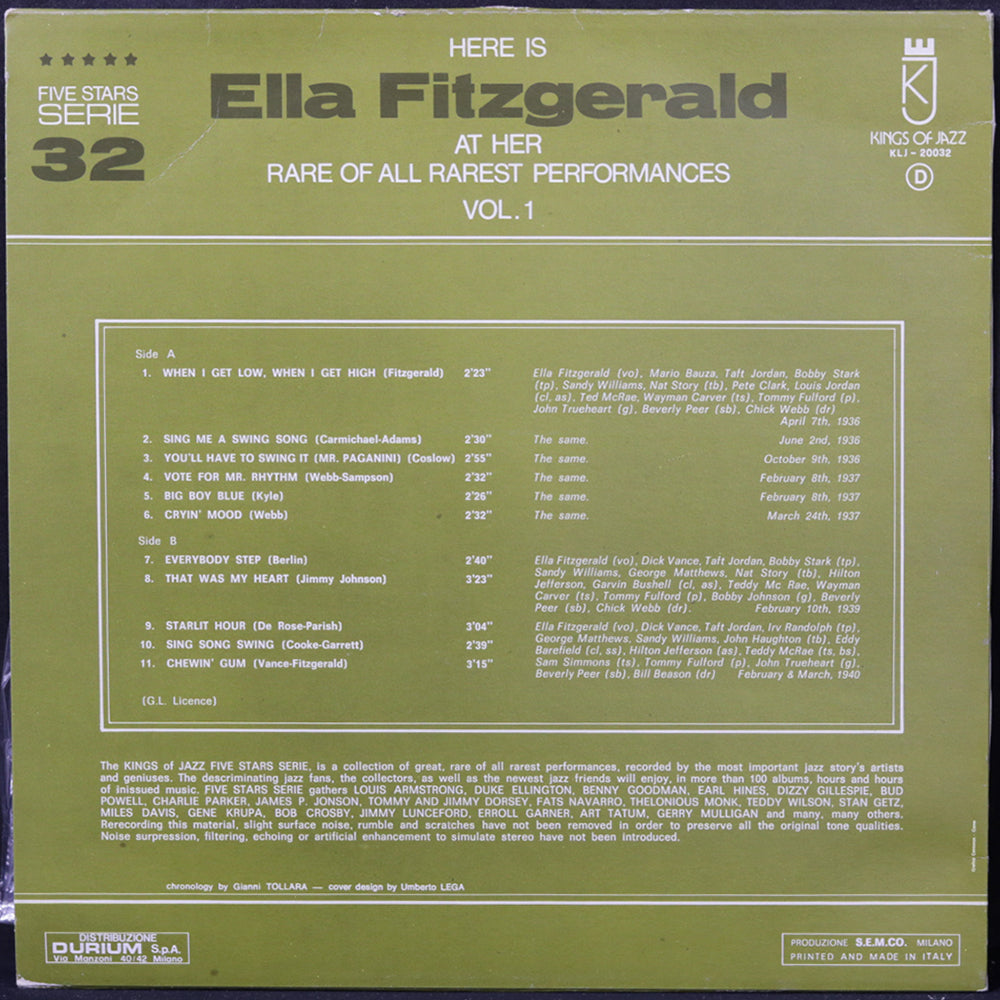 ★★★★★
FIVE STARS
SERIE
32
HERE IS
Ella Fitzgerald
AT HER
RARE OF ALL RAREST PERFORMANCES
VOL.1
KJ
KINGS OF JAZZ
KLJ - 20032
D
Side A
1. WHEN I GET LOW, WHEN I GET HIGH (Fitzgerald) 2'23" Ella Fitzgerald (vo), Mario Bauza, Taft Jordan, Bobby Stark
(tp), Sandy Williams, Nat Story (tb), Pete Clark, Louis Jordan
(cl, as), Ted McRae, Wayman Carver (ts), Tommy Fulford (p),
John Trueheart (g), Beverly Peer (sb), Chick Webb (dr)
April 7th, 1936
2. SING ME A SWING SONG (Carmichael-Adams) 2'30" The same. June 2nd, 1936
3. YOU'LL HAVE TO SWING IT (MR. PAGANINI) (Coslow) 2'55" The same. October 9th, 1936
4. VOTE FOR MR. RHYTHM (Webb-Sampson) 2'32" The same. February 8th, 1937
5. BIG BOY BLUE (Kyle) 2'26" The same. February 8th, 1937
6. CRYIN' MOOD (Webb) 2'32" The same. March 24th, 1937
Side B
7. EVERYBODY STEP (Berlin) 2'40" Ella Fitzgerald (vo), Dick Vance, Taft Jordan, Bobby Stark (tp),
Sandy Williams, George Matthews, Nat Story (tb), Hilton
8. THAT WAS MY HEART (Jimmy Johnson) 3'23" Jefferson, Garvin Bushell (cl, as), Teddy Mc Rae, Wayman
Carver (ts), Tommy Fulford (p), Bobby Johnson (g), Beverly
Peer (sb), Chick Webb (dr). February 10th, 1939
9. STARLIT HOUR (De Rose-Parish) 3'04" Ella Fitzgerald (vo), Dick Vance, Taft Jordan, Irv Randolph (tp),
George Matthews, Sandy Williams, John Haughton (tb), Eddy
10. SING SONG SWING (Cooke-Garrett) 2'39" Barefield (cl, ss), Hilton Jefferson (as), Teddy McRae (ts, bs),
11. CHEWIN' GUM (Vance-Fitzgerald) 3'15" Sam Simmons (ts), Tommy Fulford (p), John Trueheart (g),
Beverly Peer (sb), Bill Beason (dr) February & March, 1940
(G.L. Licence)
The KINGS of JAZZ FIVE STARS SERIE, is a collection of great, rare of all rarest performances, recorded by the most important jazz story's artists
and geniuses. The descriminating jazz fans, the collectors, as well as the newest jazz friends will enjoy, in more than 100 albums, hours and hours
of inissued music. FIVE STARS SERIE gathers LOUIS ARMSTRONG, DUKE ELLINGTON, BENNY GOODMAN, EARL HINES, DIZZY GILLESPIE, BUD
POWELL, CHARLIE PARKER, JAMES P. JONSON, TOMMY AND JIMMY DORSEY, FATS NAVARRO, THELONIOUS MONK, TEDDY WILSON, STAN GETZ,
MILES DAVIS, GENE KRUPA, BOB CROSBY, JIMMY LUNCEFORD, ERROLL GARNER, ART TATUM, GERRY MULLIGAN and many, many others.
Rerecording this material, slight surface noise, rumble and scratches have not been removed in order to preserve all the original tone qualities.
Noise surpression, filtering, echoing or artificial enhancement to simulate stereo have not been introduced.
chronology by Gianni TOLLARA — cover design by Umberto LEGA
DISTRIBUZIONE
DURIUM S.p.A.
Via Manzoni 40/42 Milano
PRODUZIONE S.E.M.CO. MILANO
PRINTED AND MADE IN ITALY